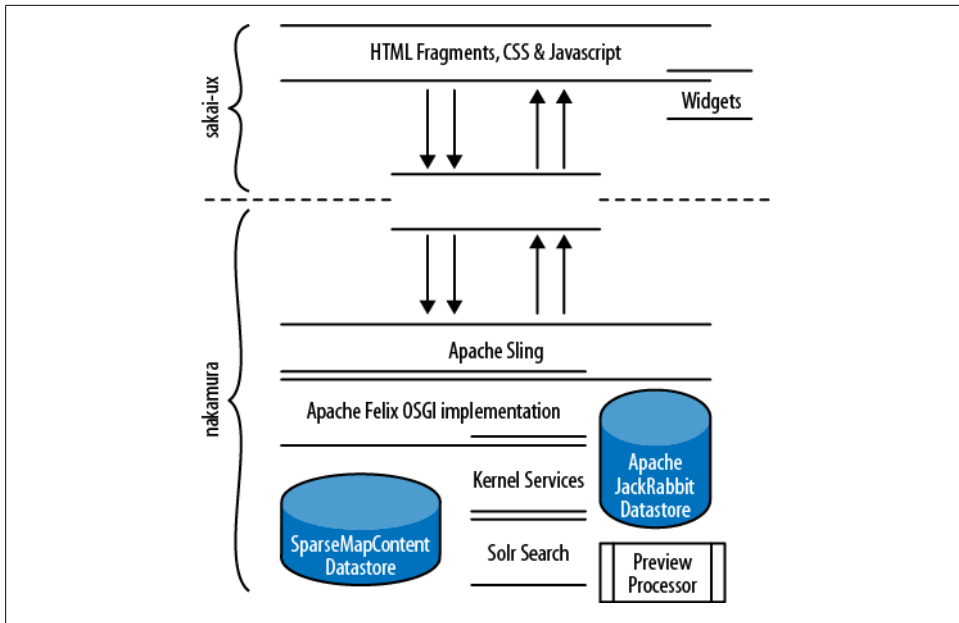 HTML Fragments, CSS & Javascript
Widgets
sakai-ux
nakamura
Apache Sling
Apache Felix OSGI implementation
Apache
JackRabbit
Datastore
Kernel Services
SparseMapContent
Datastore
Solr Search
Preview
Processor